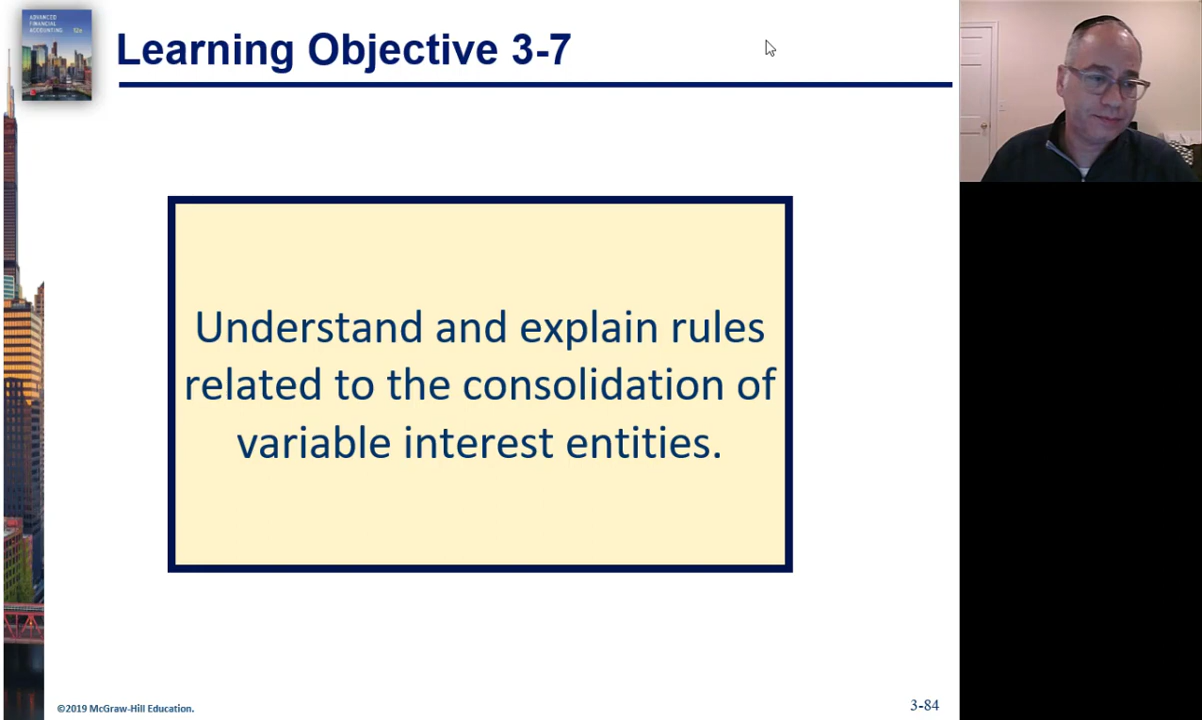 ADVANCED
FINANCIAL
ACCOUNTING 12e
Learning Objective 3-7
Understand and explain rules
related to the consolidation of
variable interest entities.
©2019 McGraw-Hill Education.
3-84